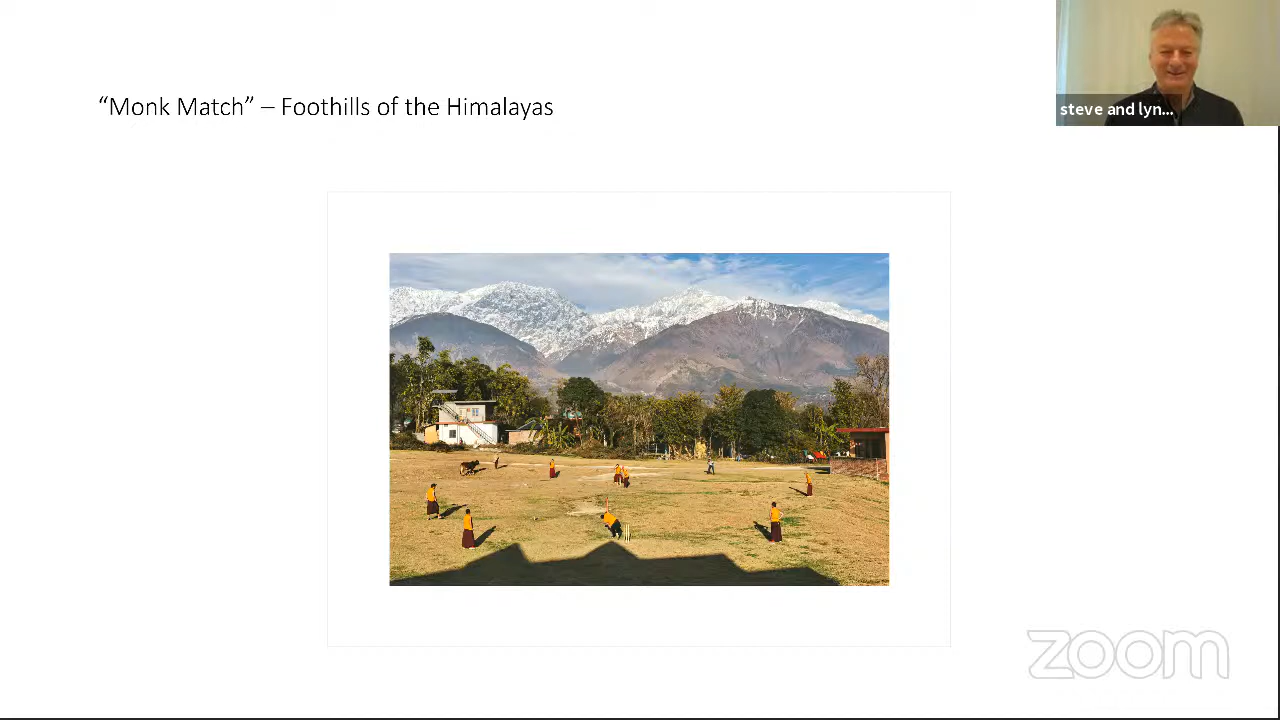 “Monk Match” – Foothills of the Himalayas
steve and lyn...
zoom